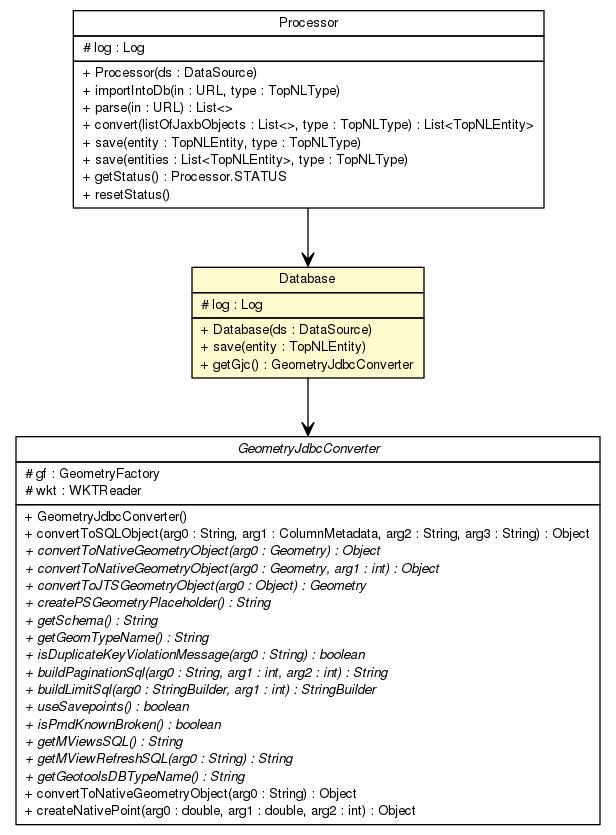 Processor
# log : Log
+ Processor(ds : DataSource)
+ importIntoDb(in : URL, type : TopNLType)
+ parse(in : URL) : List<>
+ convert(listOfJaxbObjects : List<>, type : TopNLType) : List<TopNLEntity>
+ save(entity : TopNLEntity, type : TopNLType)
+ save(entities : List<TopNLEntity>, type : TopNLType)
+ getStatus() : Processor.STATUS
+ resetStatus()
Database
# log : Log
+ Database(ds : DataSource)
+ save(entity : TopNLEntity)
+ getGjc() : GeometryJdbcConverter
GeometryJdbcConverter
# gf : GeometryFactory
# wkt : WKTReader
+ GeometryJdbcConverter()
+ convertToSQLObject(arg0 : String, arg1 : ColumnMetadata, arg2 : String, arg3 : String) : Object
+ convertToNativeGeometryObject(arg0 : Geometry) : Object
+ convertToNativeGeometryObject(arg0 : Geometry, arg1 : int) : Object
+ convertToJTSGeometryObject(arg0 : Object) : Geometry
+ createPSGeometryPlaceholder() : String
+ getSchema() : String
+ getGeomTypeName() : String
+ isDuplicateKeyViolationMessage(arg0 : String) : boolean
+ buildPaginationSql(arg0 : String, arg1 : int, arg2 : int) : String
+ buildLimitSql(arg0 : StringBuilder, arg1 : int) : StringBuilder
+ useSavepoints() : boolean
+ isPmdKnownBroken() : boolean
+ getMViewsSQL() : String
+ getMViewRefreshSQL(arg0 : String) : String
+ getGeotoolsDBTypeName() : String
+ convertToNativeGeometryObject(arg0 : String) : Object
+ createNativePoint(arg0 : double, arg1 : double, arg2 : int) : Object